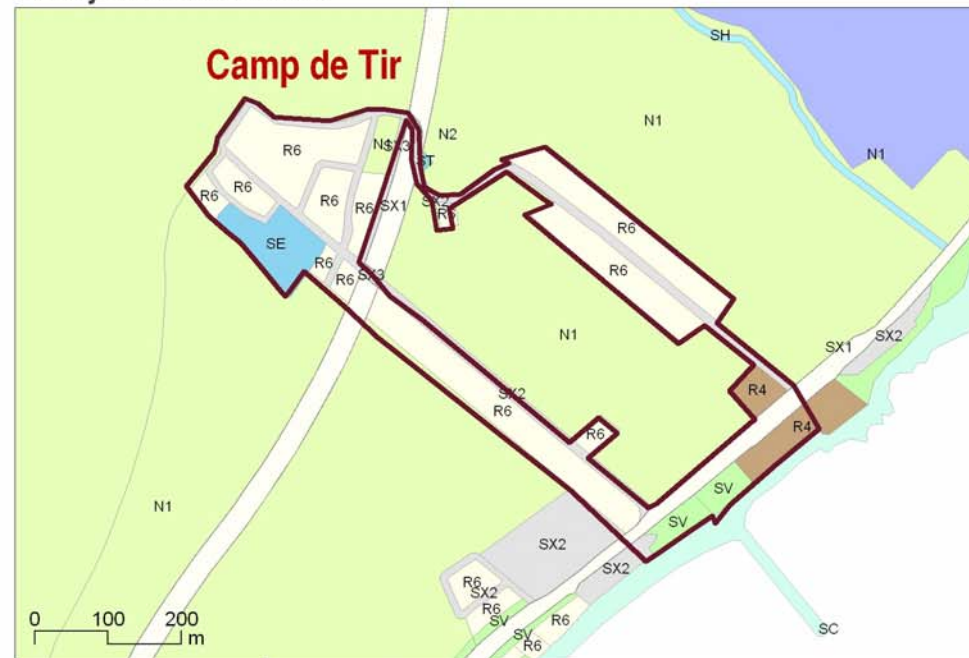 Camp de Tir
SH
N2
N1
N1
R6
N1
SX3
ST
R6
R6
R6
R6
SX1
SX2
R6
R6
SE
R6
R6
R6
SX3
N1
SX1
SX2
R4
SX2
R6
R6
R4
SV
SV
N1
SX2
SX2
R6
SX2
R6
SV
R6
SV
R6
SC
0 100 200
m